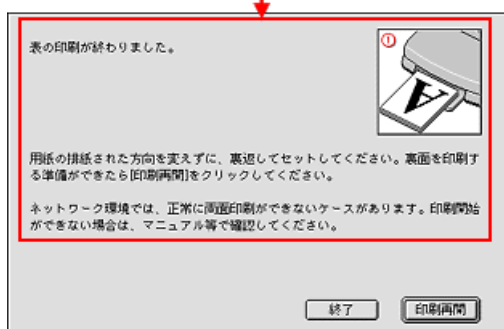 表の印刷が終わりました。
A
用紙の排紙された方向を変えずに、裏返してセットしてください。裏面を印刷す
る準備ができたら[印刷再開]をクリックしてください。
ネットワーク環境では、正常に両面印刷ができないケースがあります。印刷開始
ができない場合は、マニュアル等で確認してください。
終了
印刷再開